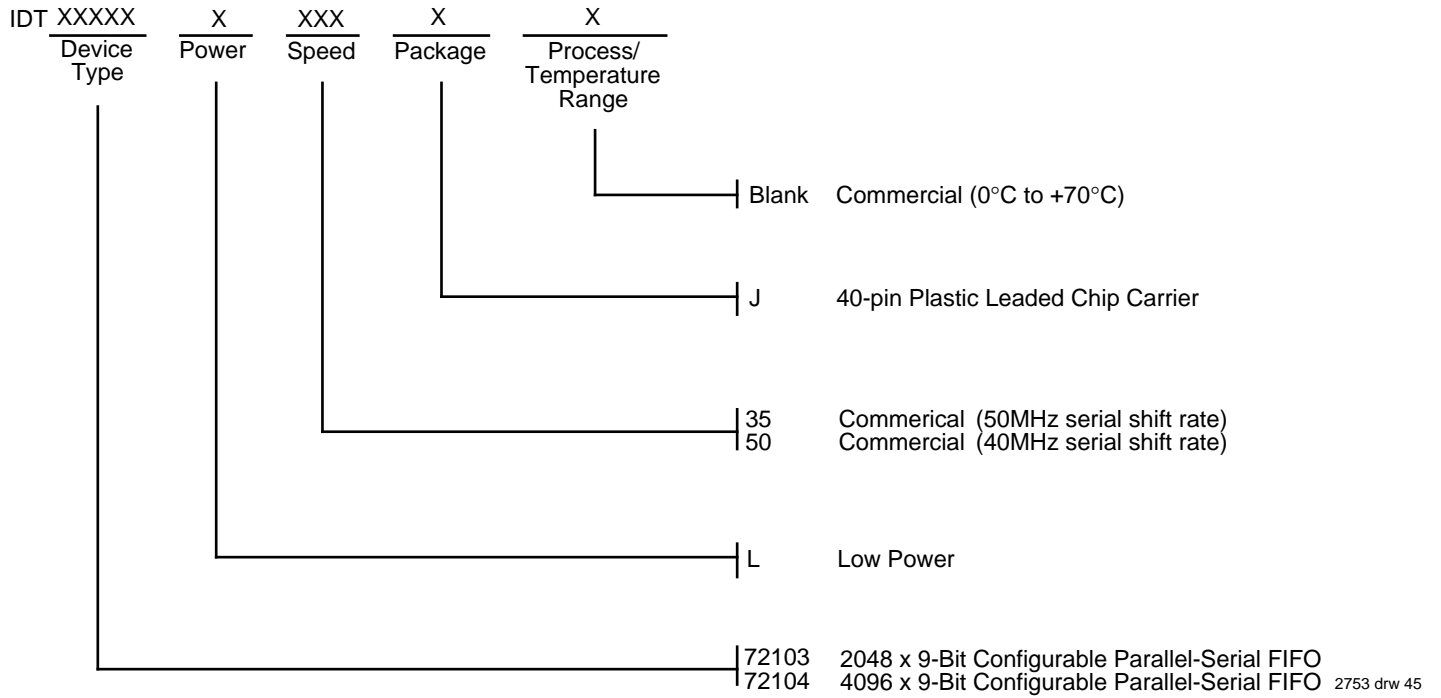 IDT XXXXX X XXX X X
Device Type
Power
Speed
Package
Process/
Temperature
Range
Blank Commercial (0°C to +70°C)
J 40-pin Plastic Leaded Chip Carrier
35 Commerical (50MHz serial shift rate)
50 Commercial (40MHz serial shift rate)
L Low Power
72103 2048 x 9-Bit Configurable Parallel-Serial FIFO
72104 4096 x 9-Bit Configurable Parallel-Serial FIFO
2753 drw 45